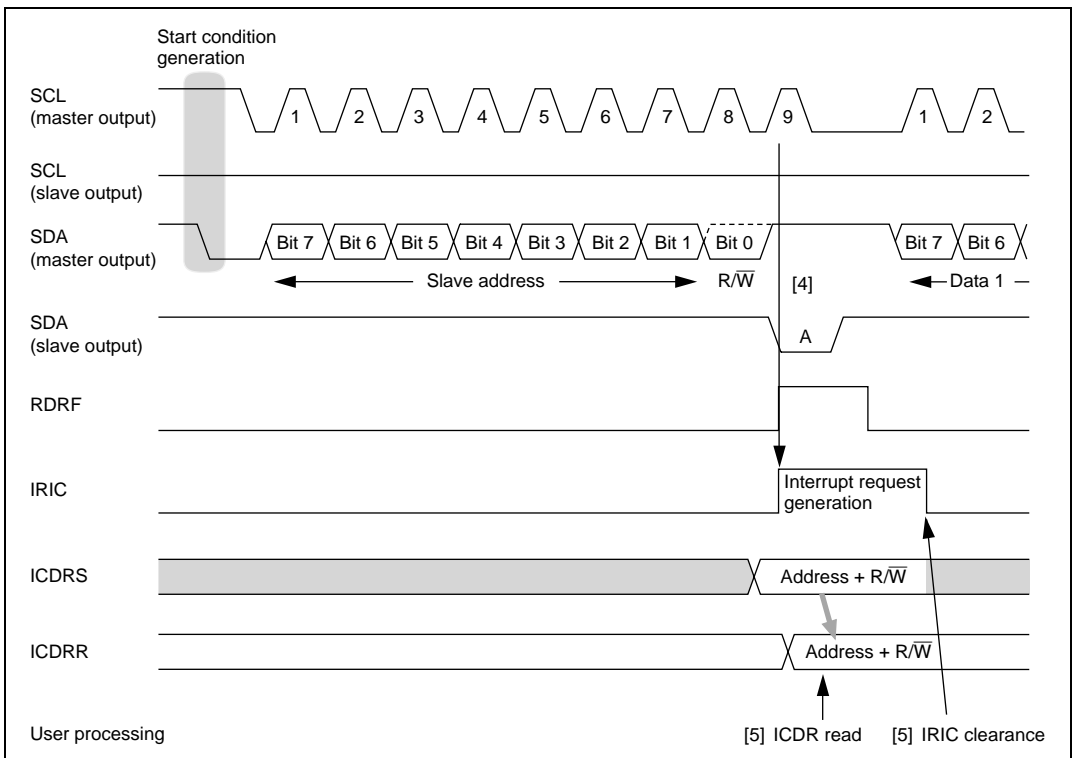 Start condition
generation
SCL
(master output)
1 2 3 4 5 6 7 8 9 1 2
SCL
(slave output)
SDA
(master output)
Bit 7 Bit 6 Bit 5 Bit 4 Bit 3 Bit 2 Bit 1 Bit 0 Bit 7 Bit 6
Slave address R/W̅ [4] Data 1
SDA
(slave output)
A
RDRF
IRIC
Interrupt request
generation
ICDRS
Address + R/W̅
ICDRR
Address + R/W̅
User processing
[5] ICDR read [5] IRIC clearance